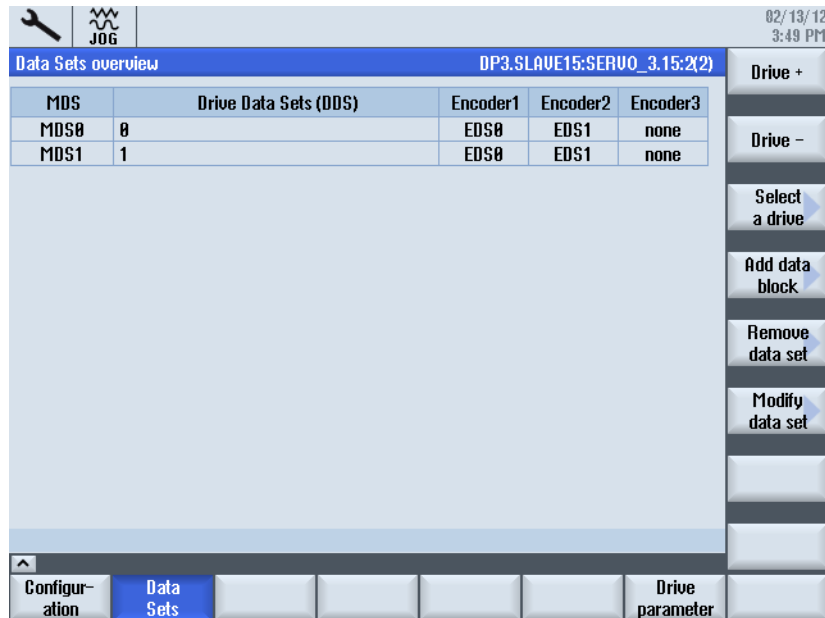 02/13/12
JOG
3:49 PM
Data Sets overview DP3.SLAVE15:SERVO_3.15:2(2)
Drive +
MDS Drive Data Sets (DDS) Encoder1 Encoder2 Encoder3
MDS0 0 EDS0 EDS1 none
MDS1 1 EDS0 EDS1 none
Drive -
Select
a drive
Add data
block
Remove
data set
Modify
data set
Configur-
ation
Data
Sets
Drive
parameter